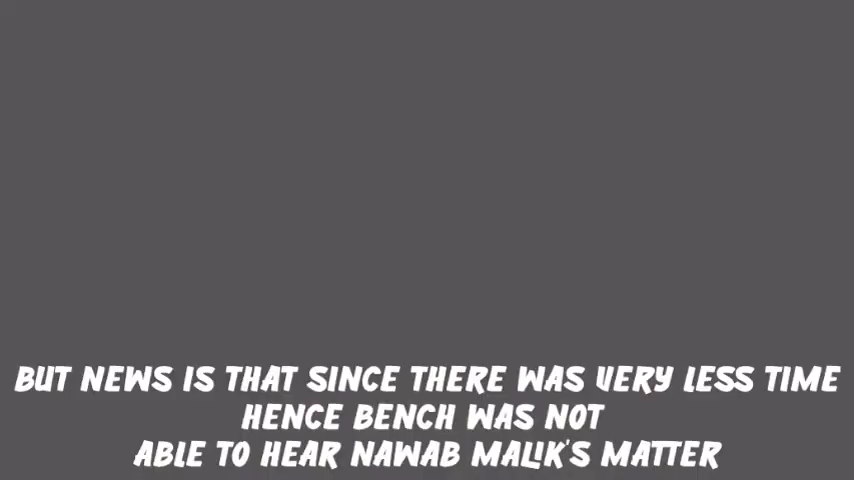 BUT NEWS IS THAT SINCE THERE WAS VERY LESS TIME
HENCE BENCH WAS NOT
ABLE TO HEAR NAWAB MALIK'S MATTER